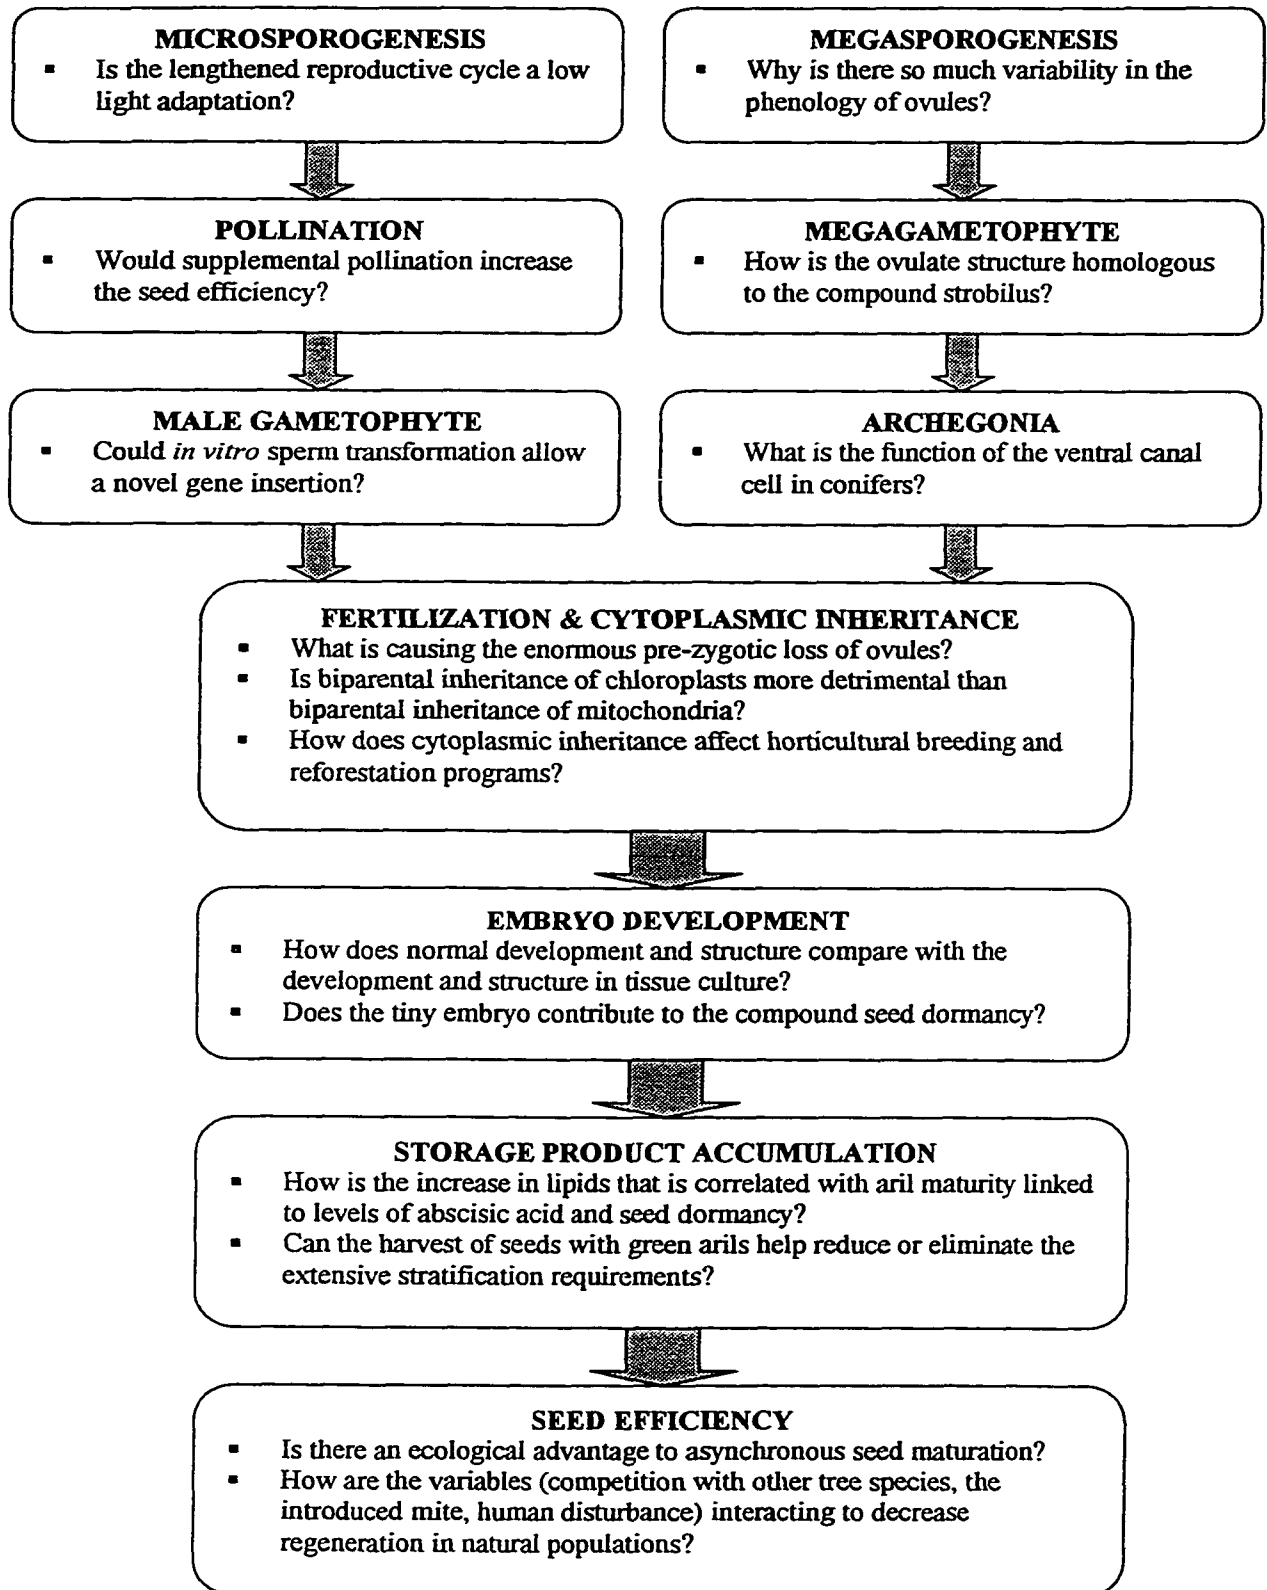 MICROSPOROGENESIS
▪ Is the lengthened reproductive cycle a low
light adaptation?
MEGASPOROGENESIS
▪ Why is there so much variability in the
phenology of ovules?
POLLINATION
▪ Would supplemental pollination increase
the seed efficiency?
MEGAGAMETOPHYTE
▪ How is the ovulate structure homologous
to the compound strobilus?
MALE GAMETOPHYTE
▪ Could in vitro sperm transformation allow
a novel gene insertion?
ARCHEGONIA
▪ What is the function of the ventral canal
cell in conifers?
FERTILIZATION & CYTOPLASMIC INHERITANCE
▪ What is causing the enormous pre-zygotic loss of ovules?
▪ Is biparental inheritance of chloroplasts more detrimental than
biparental inheritance of mitochondria?
▪ How does cytoplasmic inheritance affect horticultural breeding and
reforestation programs?
EMBRYO DEVELOPMENT
▪ How does normal development and structure compare with the
development and structure in tissue culture?
▪ Does the tiny embryo contribute to the compound seed dormancy?
STORAGE PRODUCT ACCUMULATION
▪ How is the increase in lipids that is correlated with aril maturity linked
to levels of abscisic acid and seed dormancy?
▪ Can the harvest of seeds with green arils help reduce or eliminate the
extensive stratification requirements?
SEED EFFICIENCY
▪ Is there an ecological advantage to asynchronous seed maturation?
▪ How are the variables (competition with other tree species, the
introduced mite, human disturbance) interacting to decrease
regeneration in natural populations?